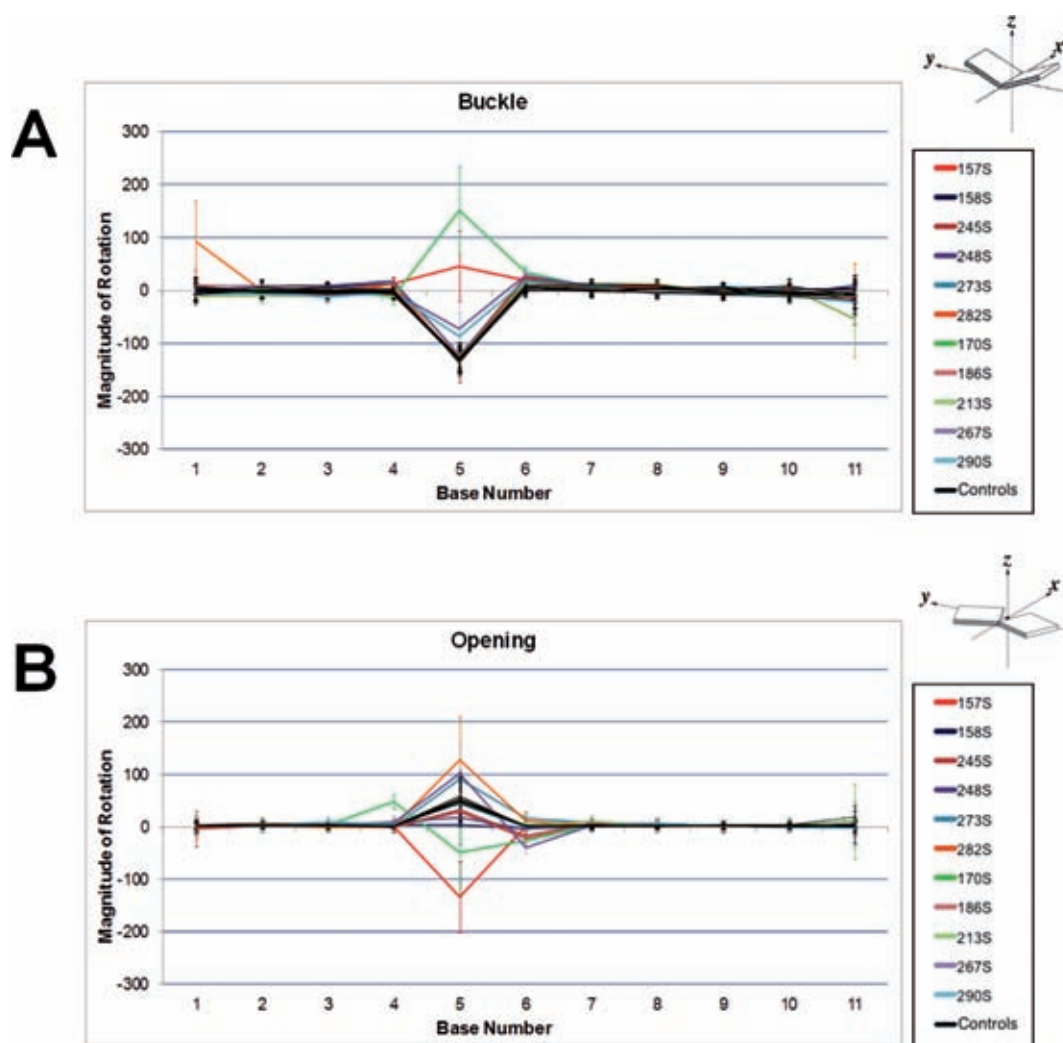 A
Buckle
z
y
x
Magnitude of Rotation
300
200
100
0
-100
-200
-300
1 2 3 4 5 6 7 8 9 10 11
Base Number
157S
158S
245S
248S
273S
282S
170S
186S
213S
267S
290S
Controls
B
Opening
z
y
x
Magnitude of Rotation
300
200
100
0
-100
-200
-300
1 2 3 4 5 6 7 8 9 10 11
Base Number
157S
158S
245S
248S
273S
282S
170S
186S
213S
267S
290S
Controls